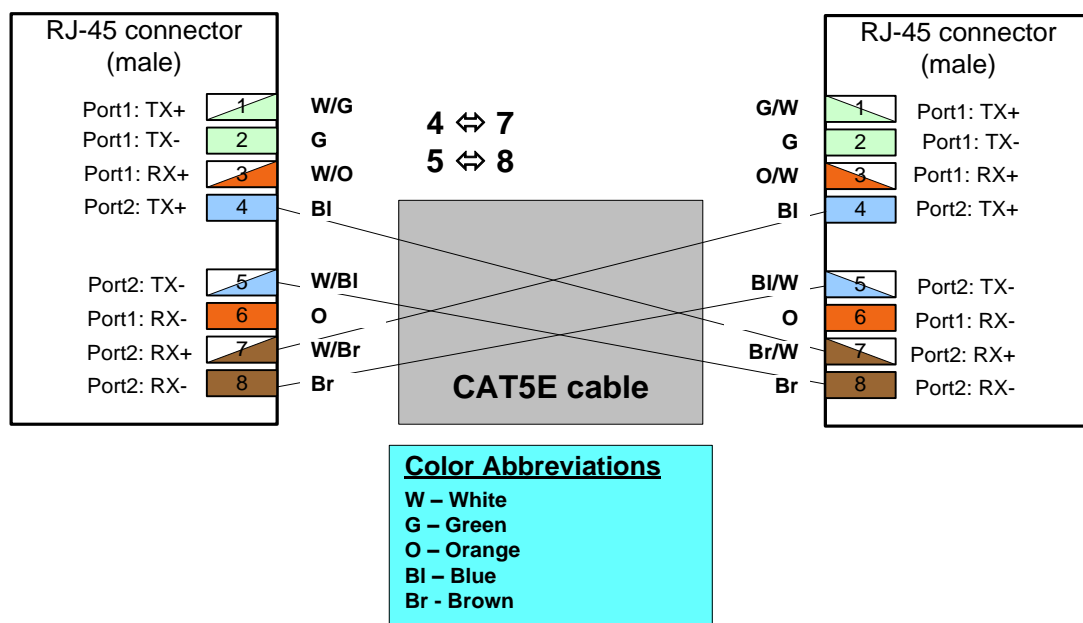 RJ-45 connector
(male)
Port1: TX+ 1 W/G
Port1: TX- 2 G
Port1: RX+ 3 W/O
Port2: TX+ 4 Bl
Port2: TX- 5 W/Bl
Port1: RX- 6 O
Port2: RX+ 7 W/Br
Port2: RX- 8 Br
4 ⇔ 7
5 ⇔ 8
CAT5E cable
RJ-45 connector
(male)
G/W 1 Port1: TX+
G 2 Port1: TX-
O/W 3 Port1: RX+
Bl 4 Port2: TX+
Bl/W 5 Port2: TX-
O 6 Port1: RX-
Br/W 7 Port2: RX+
Br 8 Port2: RX-
Color Abbreviations
W – White
G – Green
O – Orange
Bl – Blue
Br - Brown